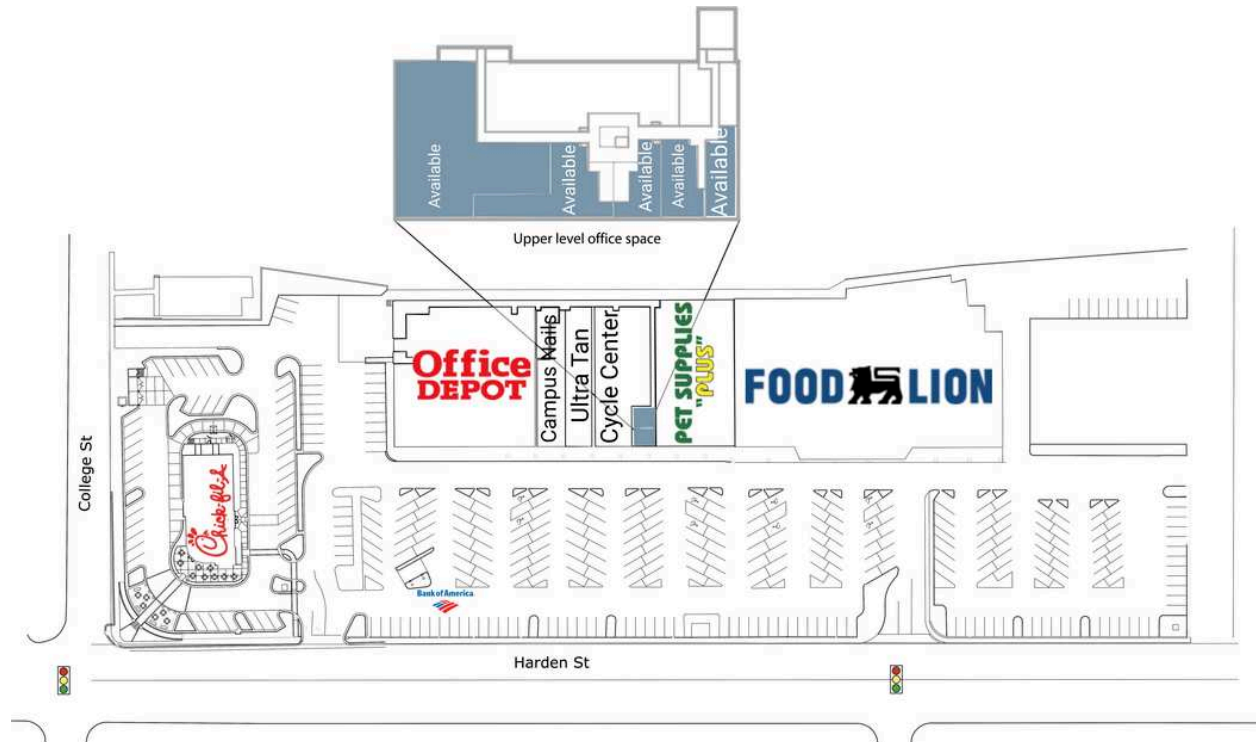 Available
Available
Available
Available
Available
Upper level office space
Office
DEPOT
Campus Nails
Ultra Tan
Cycle Center
PET SUPPLIES
"PLUS"
FOOD LION
College St
Chick-fil-A
Bank of America
Harden St